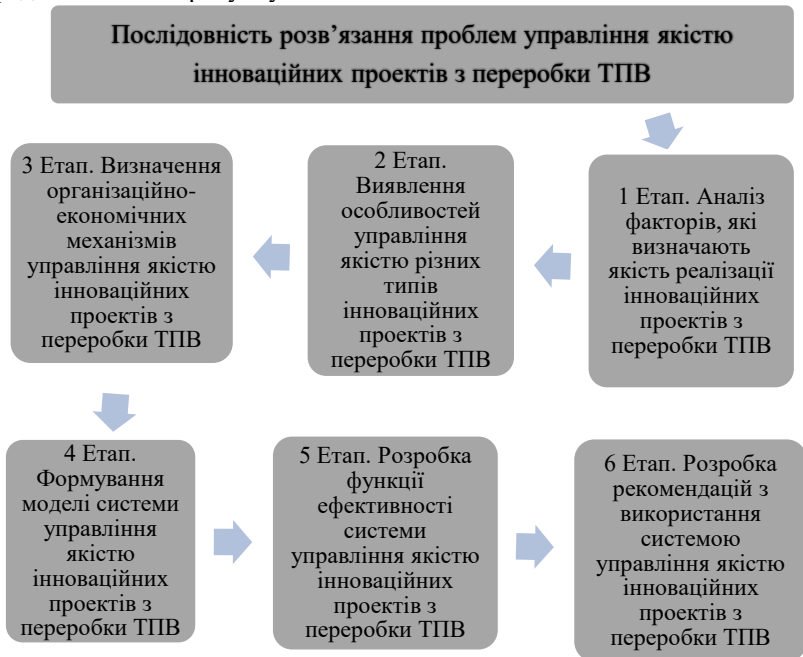 Послідовність розв’язання проблем управління якістю
інноваційних проектів з переробки ТПВ
1 Етап. Аналіз
факторів, які
визначають
якість реалізації
інноваційних
проектів з
переробки ТПВ
2 Етап.
Виявлення
особливостей
управління
якістю різних
типів
інноваційних
проектів з
переробки ТПВ
3 Етап. Визначення
організаційно-
економічних
механізмів
управління якістю
інноваційних
проектів з
переробки ТПВ
4 Етап.
Формування
моделі системи
управління
якістю
інноваційних
проектів з
переробки ТПВ
5 Етап. Розробка
функції
ефективності
системи
управління якістю
інноваційних
проектів з
переробки ТПВ
6 Етап. Розробка
рекомендацій з
використання
системою
управління якістю
інноваційних
проектів з
переробки ТПВ